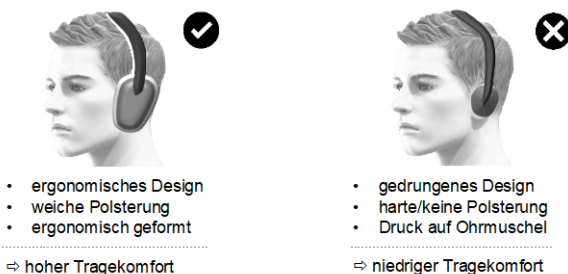 • ergonomisches Design
• weiche Polsterung
• ergonomisch geformt
⇨ hoher Tragekomfort
• gedrungenes Design
• harte/keine Polsterung
• Druck auf Ohrmuschel
⇨ niedriger Tragekomfort